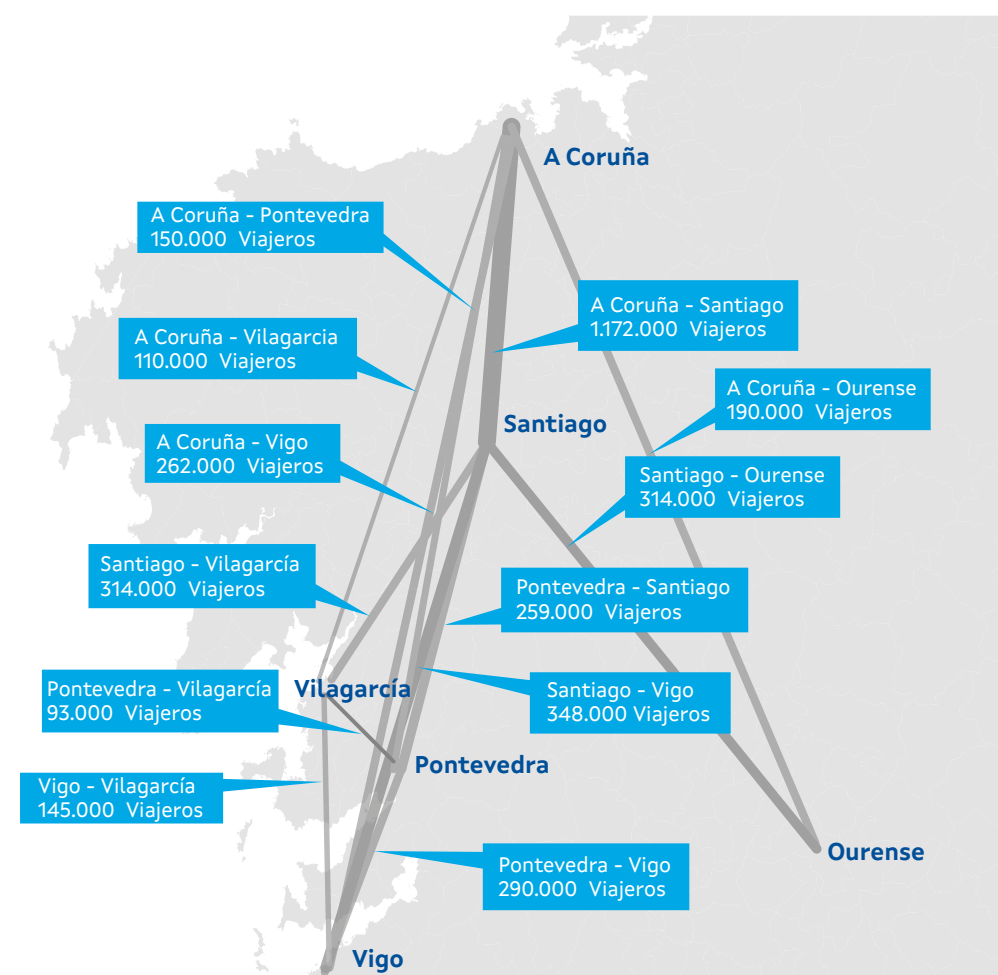 A Coruña
A Coruña - Pontevedra
150.000 Viajeros
A Coruña - Santiago
1.172.000 Viajeros
A Coruña - Vilagarcia
110.000 Viajeros
A Coruña - Ourense
190.000 Viajeros
Santiago
A Coruña - Vigo
262.000 Viajeros
Santiago - Ourense
314.000 Viajeros
Santiago - Vilagarcía
314.000 Viajeros
Pontevedra - Santiago
259.000 Viajeros
Vilagarcía
Pontevedra - Vilagarcía
93.000 Viajeros
Santiago - Vigo
348.000 Viajeros
Pontevedra
Vigo - Vilagarcía
145.000 Viajeros
Ourense
Pontevedra - Vigo
290.000 Viajeros
Vigo